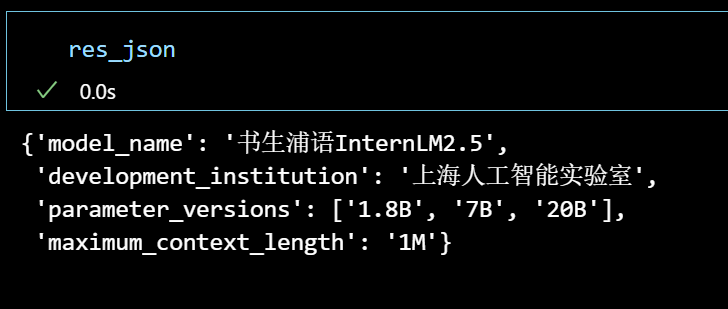 res_json
0.0s
{'model_name': '书生浦语InternLM2.5',
'development_institution': '上海人工智能实验室',
'parameter_versions': ['1.8B', '7B', '20B'],
'maximum_context_length': '1M'}